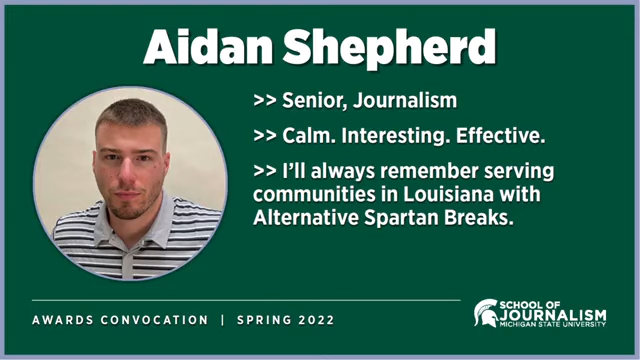 Aidan Shepherd
>> Senior, Journalism
>> Calm. Interesting. Effective.
>> I'll always remember serving
communities in Louisiana with
Alternative Spartan Breaks.
AWARDS CONVOCATION | SPRING 2022
SCHOOL OF
JOURNALISM
MICHIGAN STATE UNIVERSITY